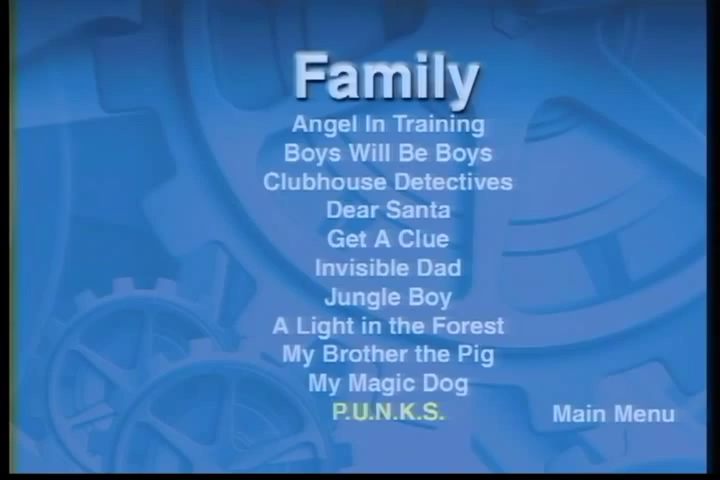 Family
Angel In Training
Boys Will Be Boys
Clubhouse Detectives
Dear Santa
Get A Clue
Invisible Dad
Jungle Boy
A Light in the Forest
My Brother the Pig
My Magic Dog
P.U.N.K.S.
Main Menu